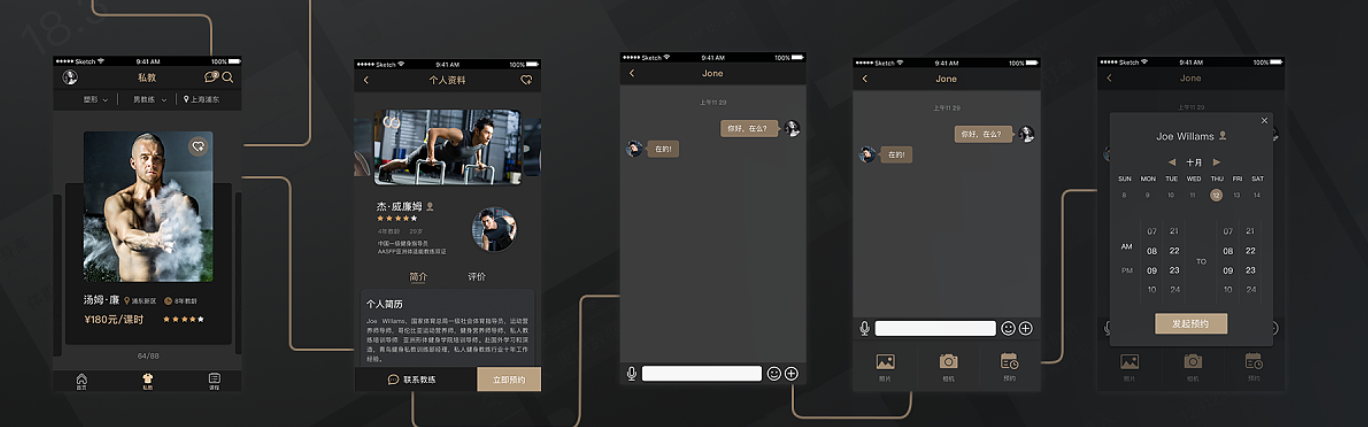 18.3
Sketch 9:41 AM 100%
私教
2
塑形 男教练 上海浦东
汤姆·廉 浦东新区 8年教龄
¥180元/课时
64/88
首页 私教 课程
Sketch 9:41 AM 100%
个人资料
杰·威廉姆
4年教龄 29岁
中国一级健身指导员
AASFP亚洲体适能教练双证
简介 评价
个人简历
Joe Willams、国家体育总局一级社会体育指导员、运动营
养师导师、哥伦比亚运动营养师、健身营养师导师、私人教
练培训导师 亚洲形体健身学院培训导师。赴国外学习和深
造、青鸟健身私教训练部经理、私人健身教练行业十年工作
经验。
联系教练 立即预约
Sketch 9:41 AM 100%
Jone
上午11 29
你好，在么？
在的!
Sketch 9:41 AM 100%
Jone
上午11 29
你好，在么？
在的!
照片 相机 预约
Sketch 9:41 AM 100%
Jone
上午11 29
Joe Willams
十月
SUN MON TUE WED THU FRI SAT
8 9 10 11 12 13 14
07 21 07 21
AM 08 22 08 22
TO
PM 09 23 09 23
10 24 10 24
发起预约
照片 相机 预约